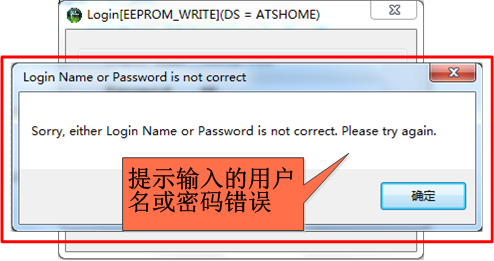 Login[EEPROM_WRITE](DS = ATSHOME)
Login Name or Password is not correct
Sorry, either Login Name or Password is not correct. Please try again.
提示输入的用户
名或密码错误
确定